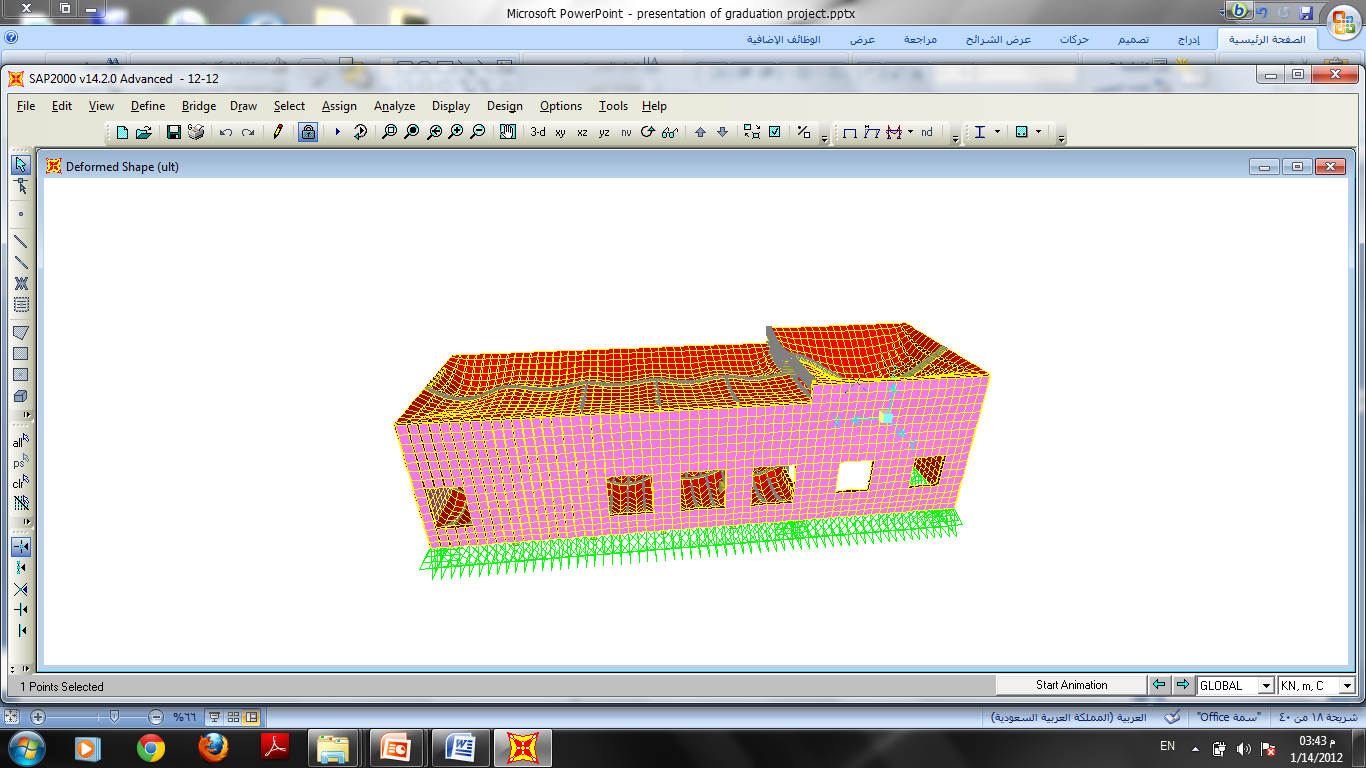 Microsoft PowerPoint - presentation of graduation project.pptx
الصفحة الرئيسية إدراج تصميم حركات عرض الشرائح مراجعة عرض الوظائف الإضافية
SAP2000 v14.2.0 Advanced - 12-12
File Edit View Define Bridge Draw Select Assign Analyze Display Design Options Tools Help
3-d xy xz yz nv nd
Deformed Shape (ult)
all
ps
clr
1 Points Selected
Start Animation
GLOBAL
KN, m, C
شريحة ١٨ من ٤٠ "سمة Office" العربية (المملكة العربية السعودية) ٦٦%
EN
03:43 م
1/14/2012